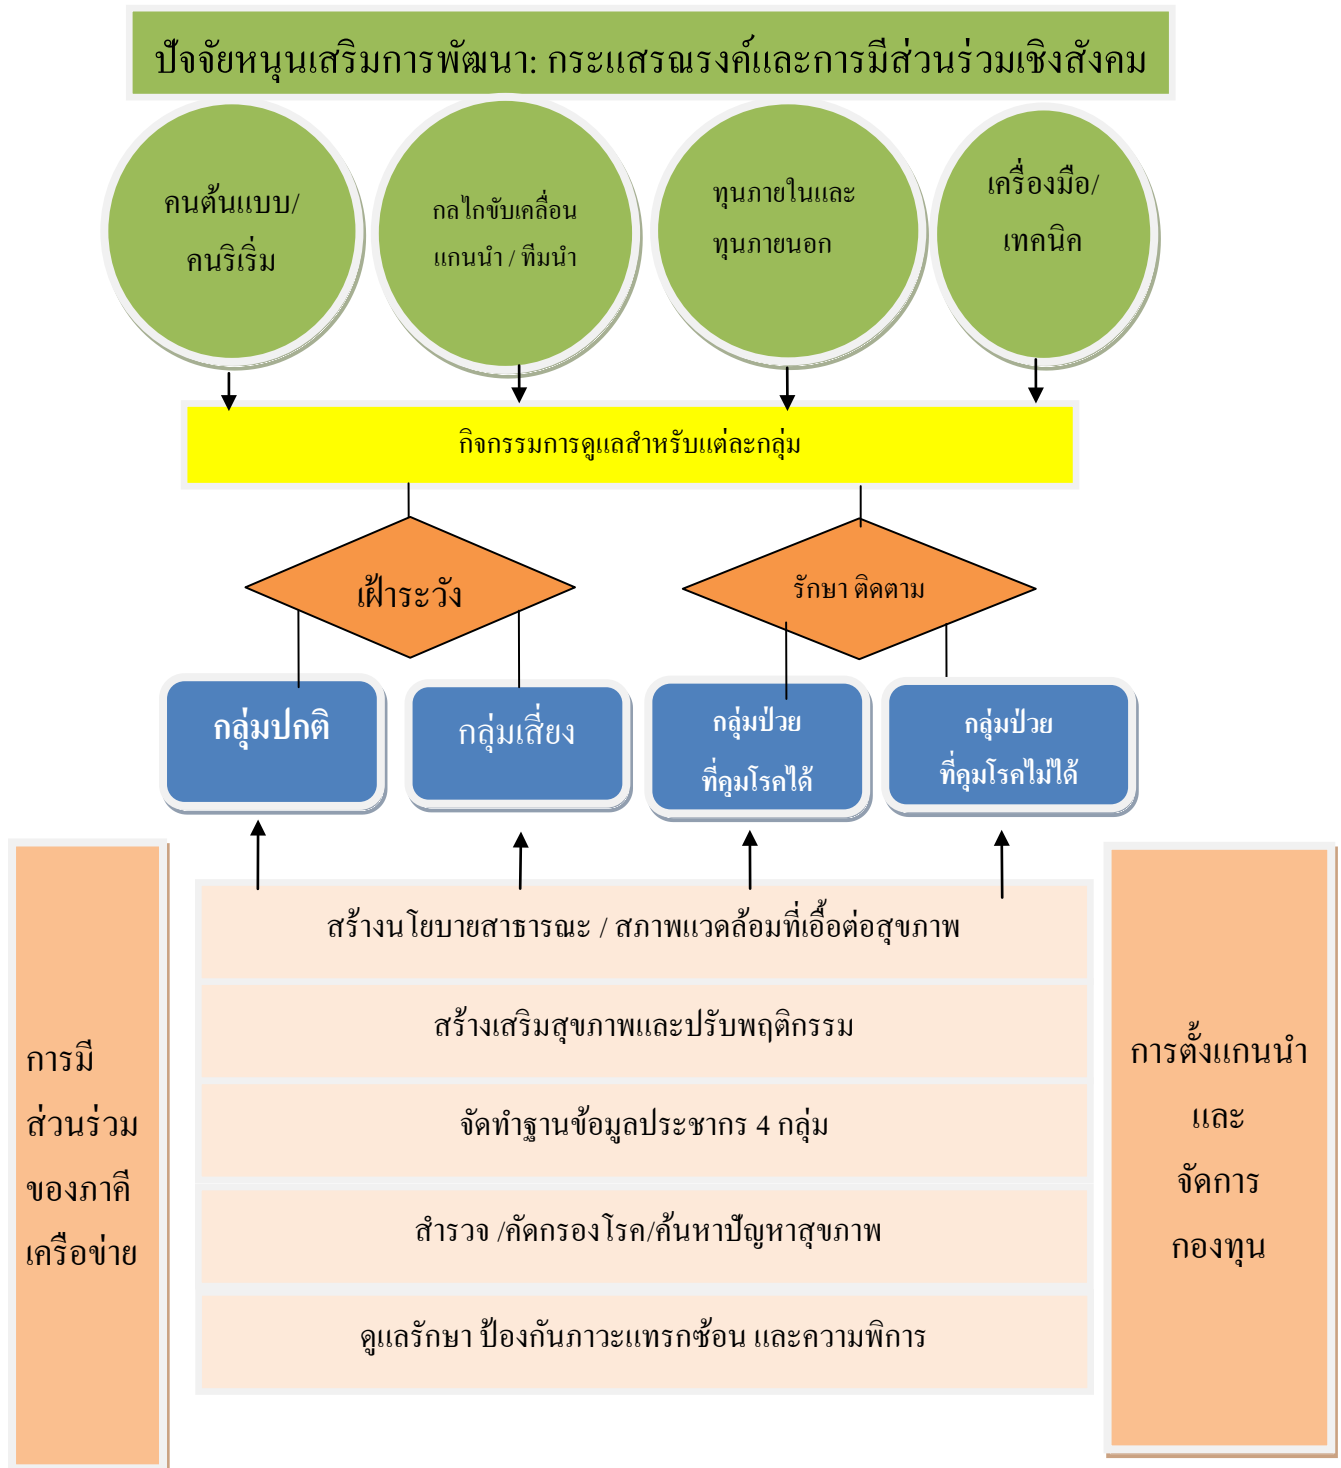 ปัจจัยหนุนเสริมการพัฒนา: กระแสรณรงค์และการมีส่วนร่วมเชิงสังคม
คนต้นแบบ/
คนริเริ่ม
กลไกขับเคลื่อน
แกนนำ / ทีมนำ
ทุนภายในและ
ทุนภายนอก
เครื่องมือ/
เทคนิค
กิจกรรมการดูแลสำหรับแต่ละกลุ่ม
เฝ้าระวัง
รักษา ติดตาม
กลุ่มปกติ
กลุ่มเสี่ยง
กลุ่มป่วย
ที่คุมโรคได้
กลุ่มป่วย
ที่คุมโรคไม่ได้
การมี
ส่วนร่วม
ของภาคี
เครือข่าย
สร้างนโยบายสาธารณะ / สภาพแวดล้อมที่เอื้อต่อสุขภาพ
สร้างเสริมสุขภาพและปรับพฤติกรรม
จัดทำฐานข้อมูลประชากร 4 กลุ่ม
สำรวจ /คัดกรองโรค/ค้นหาปัญหาสุขภาพ
ดูแลรักษา ป้องกันภาวะแทรกซ้อน และความพิการ
การตั้งแกนนำ
และ
จัดการ
กองทุน